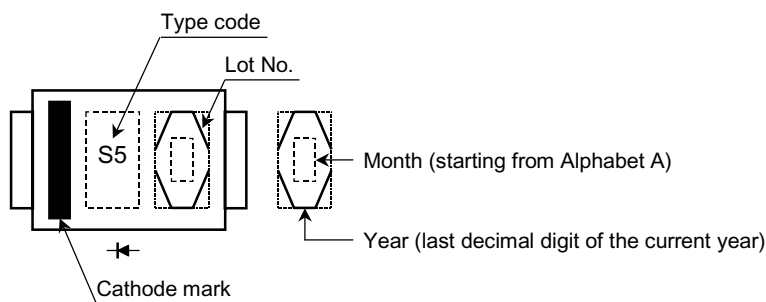 Type code
Lot No.
S5
Month (starting from Alphabet A)
Year (last decimal digit of the current year)
Cathode mark